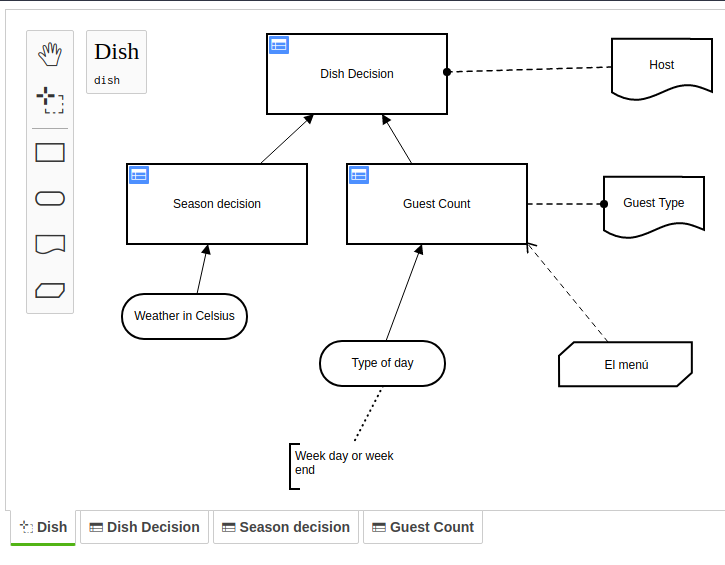 Dish
dish
Dish Decision
Host
Season decision
Guest Count
Guest Type
Weather in Celsius
Type of day
El menú
Week day or week
end
Dish
Dish Decision
Season decision
Guest Count